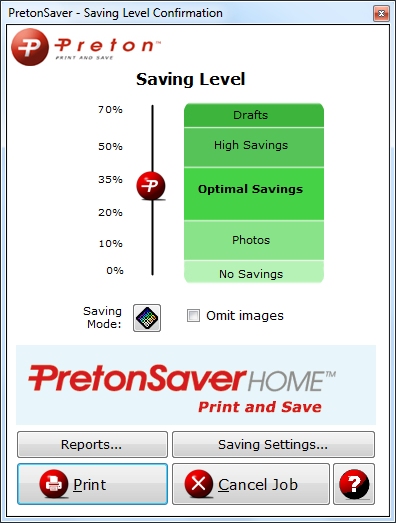 PretonSaver - Saving Level Confirmation
Preton™
PRINT AND SAVE
Saving Level
70%
Drafts
50%
High Savings
35%
Optimal Savings
20%
10%
Photos
0%
No Savings
Saving
Mode:
Omit images
PretonSaver HOME™
Print and Save
Reports...
Saving Settings...
Print
Cancel Job
?